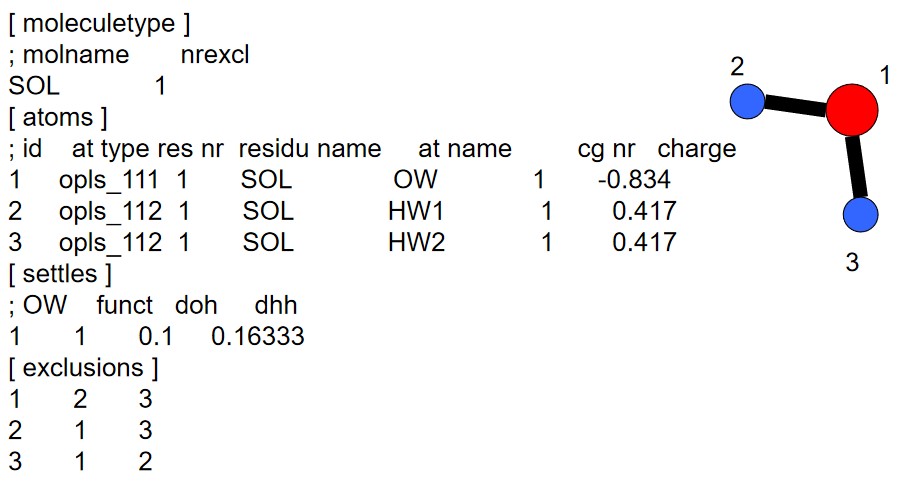 [ moleculetype ]
; molname nrexcl
SOL 1
[ atoms ]
; id at type res nr residu name at name cg nr charge
1 opls_111 1 SOL OW 1 -0.834
2 opls_112 1 SOL HW1 1 0.417
3 opls_112 1 SOL HW2 1 0.417
[ settles ]
; OW funct doh dhh
1 1 0.1 0.16333
[ exclusions ]
1 2 3
2 1 3
3 1 2
2
1
3